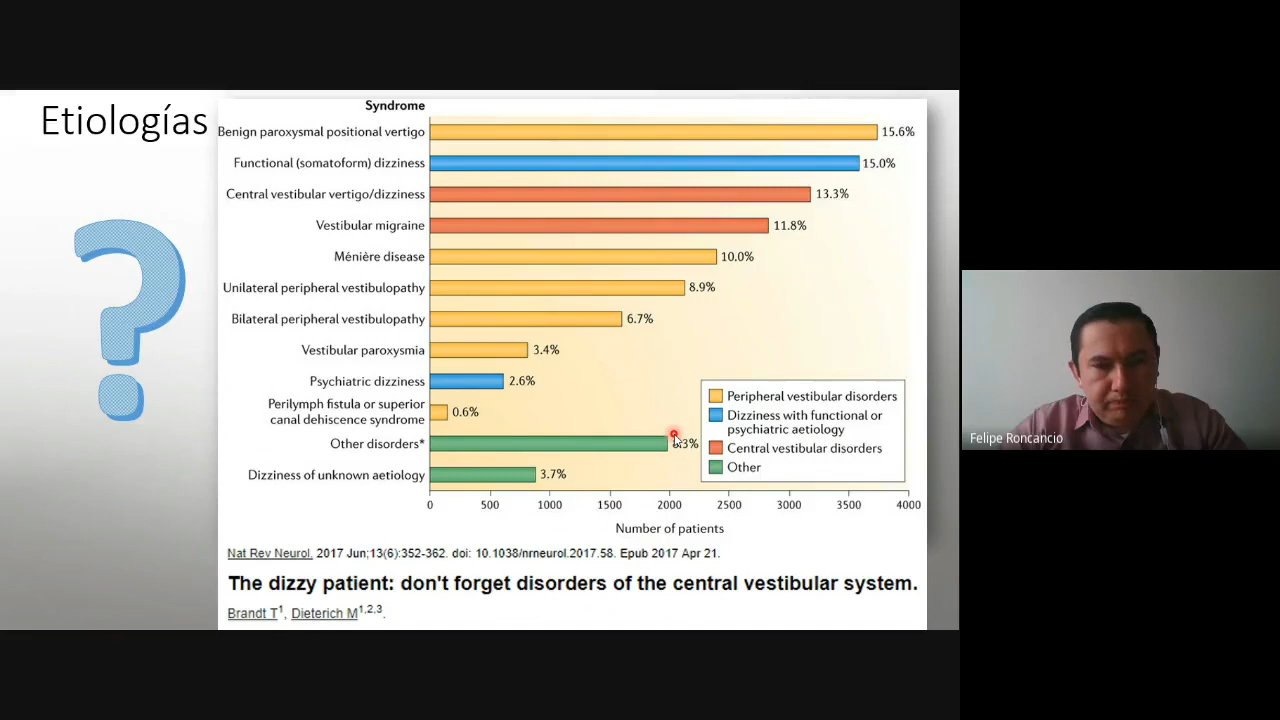 Etiologías
Syndrome
Benign paroxysmal positional vertigo 15.6%
Functional (somatoform) dizziness 15.0%
Central vestibular vertigo/dizziness 13.3%
Vestibular migraine 11.8%
Ménière disease 10.0%
Unilateral peripheral vestibulopathy 8.9%
Bilateral peripheral vestibulopathy 6.7%
Vestibular paroxysmia 3.4%
Psychiatric dizziness 2.6%
Perilymph fistula or superior
canal dehiscence syndrome 0.6%
Other disorders*
Dizziness of unknown aetiology 3.7%
Peripheral vestibular disorders
Dizziness with functional or
psychiatric aetiology
Central vestibular disorders
Other
0 500 1000 1500 2000 2500 3000 3500 4000
Number of patients
Nat Rev Neurol. 2017 Jun;13(6):352-362. doi: 10.1038/nrneurol.2017.58. Epub 2017 Apr 21.
The dizzy patient: don't forget disorders of the central vestibular system.
Brandt T1, Dieterich M1,2,3.
?
Felipe Roncancio